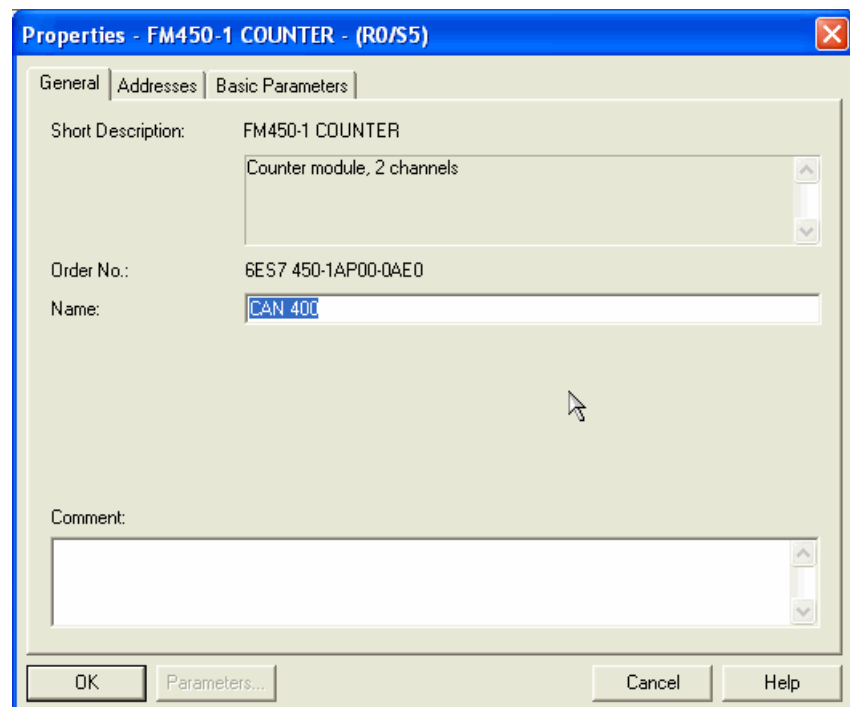 Properties - FM450-1 COUNTER - (R0/S5)
General Addresses Basic Parameters
Short Description: FM450-1 COUNTER
Counter module, 2 channels
Order No.: 6ES7 450-1AP00-0AE0
Name: CAN 400
Comment:
OK Parameters... Cancel Help